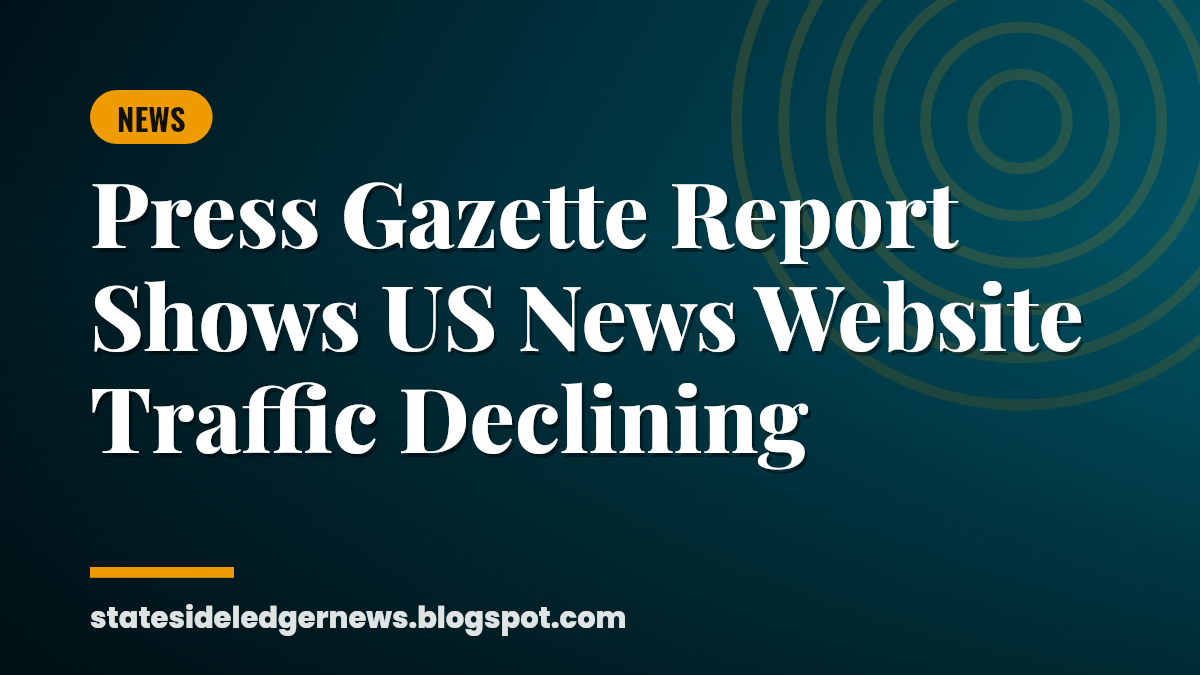 NEWS
Press Gazette Report
Shows US News Website
Traffic Declining
statesideledgernews.blogspot.com